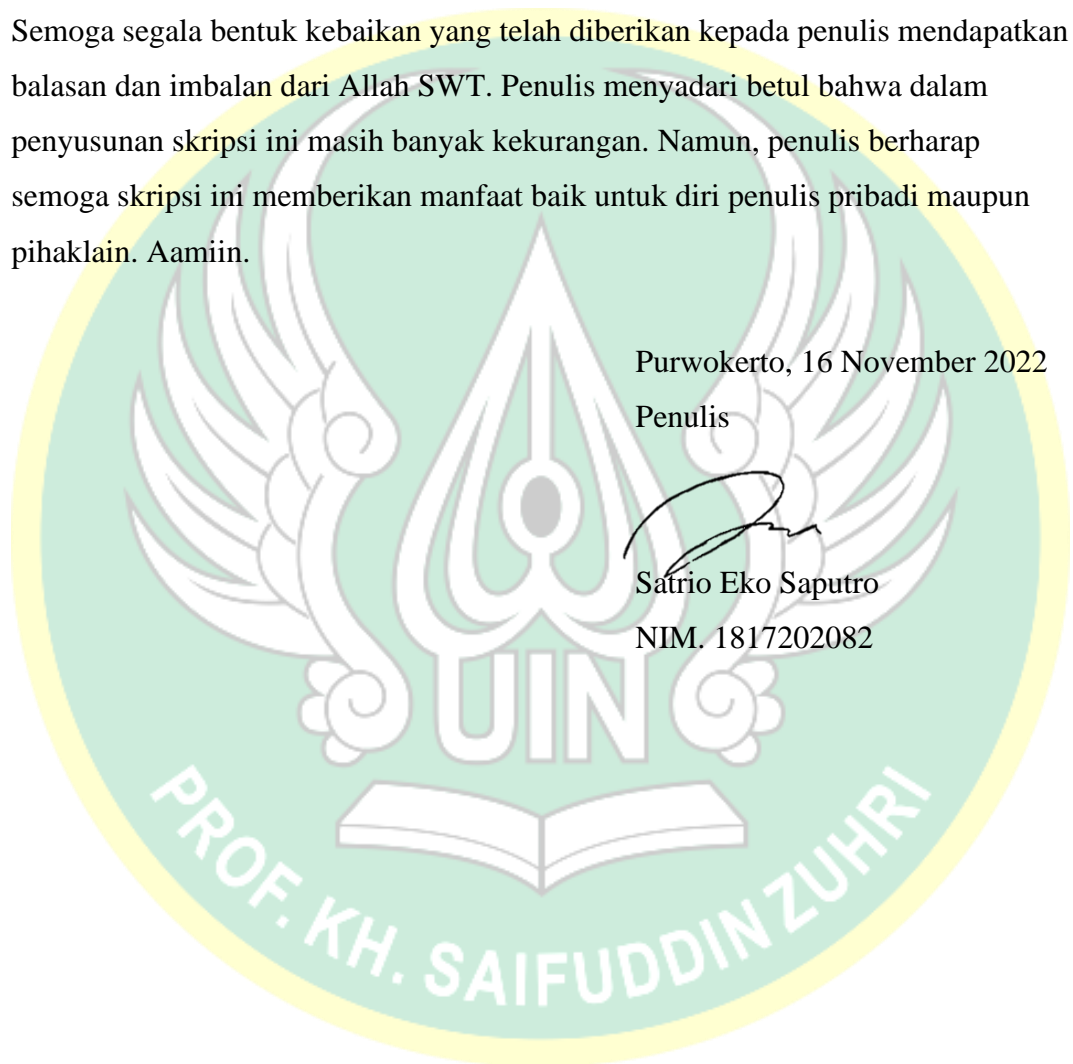 Semoga segala bentuk kebaikan yang telah diberikan kepada penulis mendapatkan
balasan dan imbalan dari Allah SWT. Penulis menyadari betul bahwa dalam
penyusunan skripsi ini masih banyak kekurangan. Namun, penulis berharap
semoga skripsi ini memberikan manfaat baik untuk diri penulis pribadi maupun
pihaklain. Aamiin.
Purwokerto, 16 November 2022
Penulis
Satrio Eko Saputro
NIM. 1817202082
UIN
PROF. KH. SAIFUDDIN ZUHRI